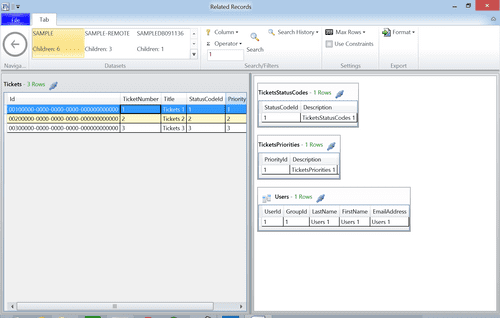 Related Records
File Tab
SAMPLE SAMPLE-REMOTE SAMPLEDB091136
Children: 6 Children: 3 Children: 1
Column Search History Max Rows Format
Operator Search Use Constraints
1
Naviga... Datasets Search/Filters Settings Export
Tickets - 3 Rows
Id TicketNumber Title StatusCodeId Priority
00100000-0000-0000-0000-000000000000 1 Tickets 1 1 1
00200000-0000-0000-0000-000000000000 2 Tickets 2 2 2
00300000-0000-0000-0000-000000000000 3 Tickets 3 3 3
TicketsStatusCodes - 1 Rows
StatusCodeId Description
1 TicketsStatusCodes 1
TicketsPriorities - 1 Rows
PriorityId Description
1 TicketsPriorities 1
Users - 1 Rows
UserId GroupId LastName FirstName EmailAddress
1 1 Users 1 Users 1 Users 1